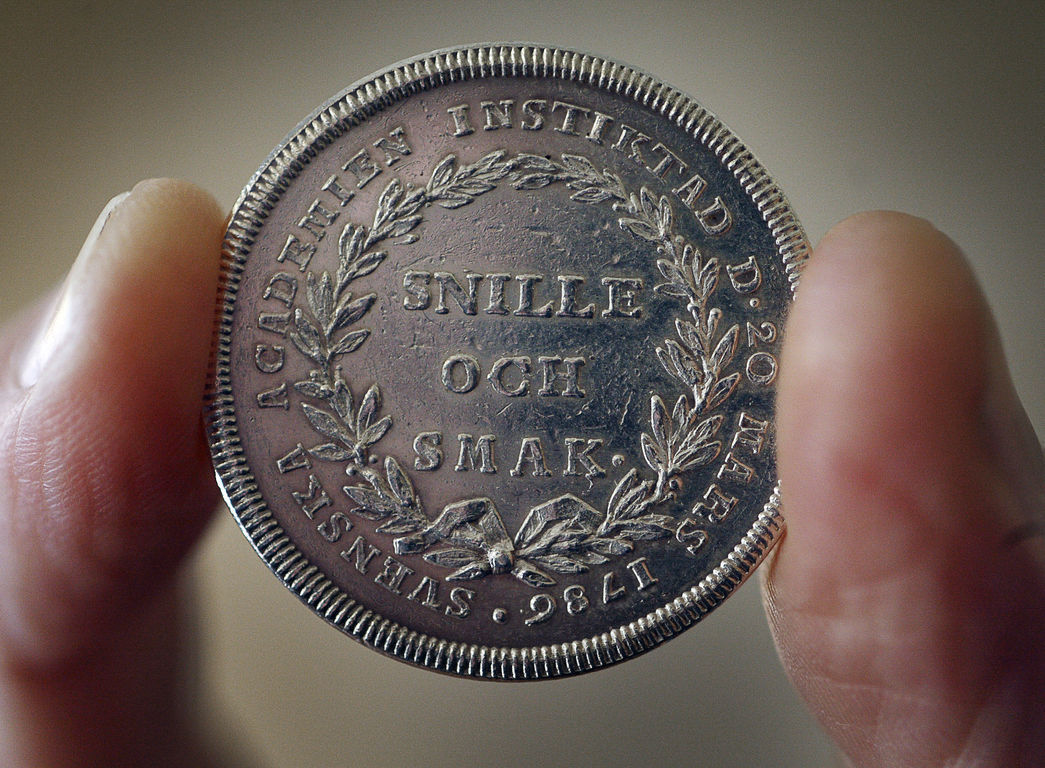 SVENSKA ACADEMIEN INSTIKTAD D. 20 MARS 1786.
SNILLE
OCH
SMAK.